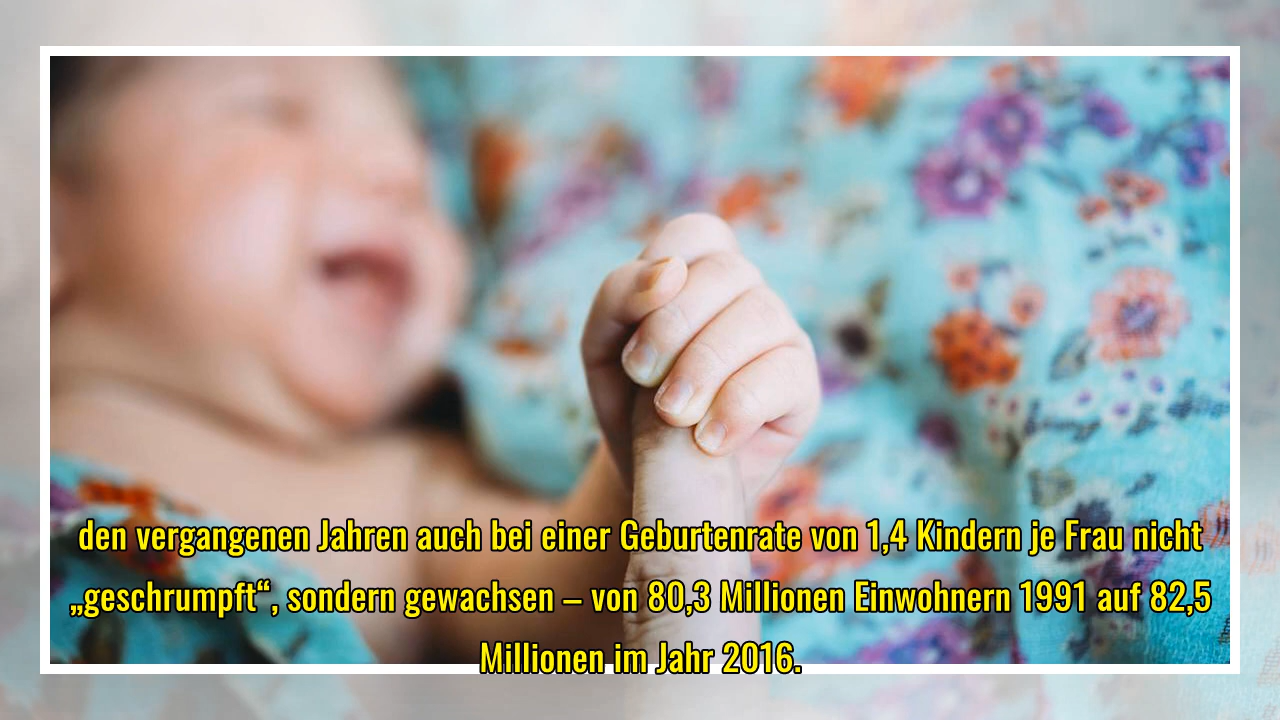 den vergangenen Jahren auch bei einer Geburtenrate von 1,4 Kindern je Frau nicht
„geschrumpft“, sondern gewachsen – von 80,3 Millionen Einwohnern 1991 auf 82,5
Millionen im Jahr 2016.